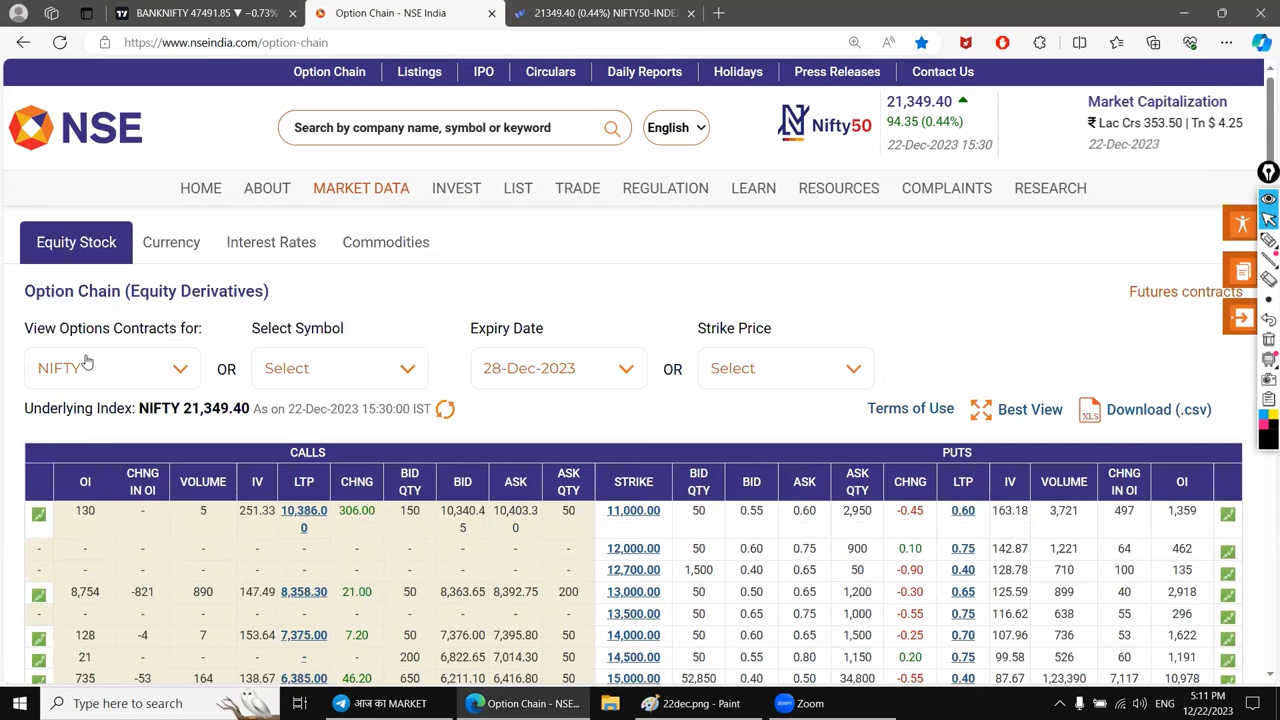 BANKNIFTY 47491.85 ▼ −0.73%
Option Chain - NSE India
21349.40 (0.44%) NIFTY50-INDEX
https://www.nseindia.com/option-chain
Option Chain Listings IPO Circulars Daily Reports Holidays Press Releases Contact Us
NSE
Search by company name, symbol or keyword
English
Nifty50
21,349.40
94.35 (0.44%)
22-Dec-2023 15:30
Market Capitalization
₹ Lac Crs 353.50 | Tn $ 4.25
22-Dec-2023
HOME ABOUT MARKET DATA INVEST LIST TRADE REGULATION LEARN RESOURCES COMPLAINTS RESEARCH
Equity Stock Currency Interest Rates Commodities
Option Chain (Equity Derivatives)
Futures contracts
View Options Contracts for: Select Symbol Expiry Date Strike Price
NIFTY OR Select 28-Dec-2023 OR Select
Underlying Index: NIFTY 21,349.40 As on 22-Dec-2023 15:30:00 IST
Terms of Use Best View XLS Download (.csv)
CALLS PUTS
OI CHNG IN OI VOLUME IV LTP CHNG BID QTY BID ASK ASK QTY STRIKE BID QTY BID ASK ASK QTY CHNG LTP IV VOLUME CHNG IN OI OI
130 - 5 251.33 10,386.00 306.00 150 10,340.45 10,403.30 50 11,000.00 50 0.55 0.60 2,950 -0.45 0.60 163.18 3,721 497 1,359
- - - - - - - - - - - 12,000.00 50 0.60 0.75 900 0.10 0.75 142.87 1,221 64 462
- - - - - - - - - - - 12,700.00 1,500 0.40 0.65 50 -0.90 0.40 128.78 710 100 135
8,754 -821 890 147.49 8,358.30 21.00 50 8,363.65 8,392.75 200 13,000.00 50 0.50 0.65 1,200 -0.30 0.65 125.59 899 40 2,918
- - - - - - - - - - - 13,500.00 50 0.65 0.75 1,000 -0.05 0.75 116.62 638 55 296
128 -4 7 153.64 7,375.00 7.20 50 7,376.00 7,395.80 50 14,000.00 50 0.60 0.65 1,500 -0.25 0.70 107.96 736 53 1,622
21 - - - - - 200 6,822.65 7,014.30 50 14,500.00 50 0.55 0.80 1,150 0.20 0.75 99.58 526 60 1,191
735 -53 164 138.67 6,385.00 46.20 650 6,211.10 6,416.80 50 15,000.00 52,850 0.40 0.50 34,800 -0.55 0.40 87.67 1,23,390 7,117 10,978
Type here to search
आज का MARKET
Option Chain - NSE...
22dec.png - Paint
Zoom
5:11 PM
12/22/2023